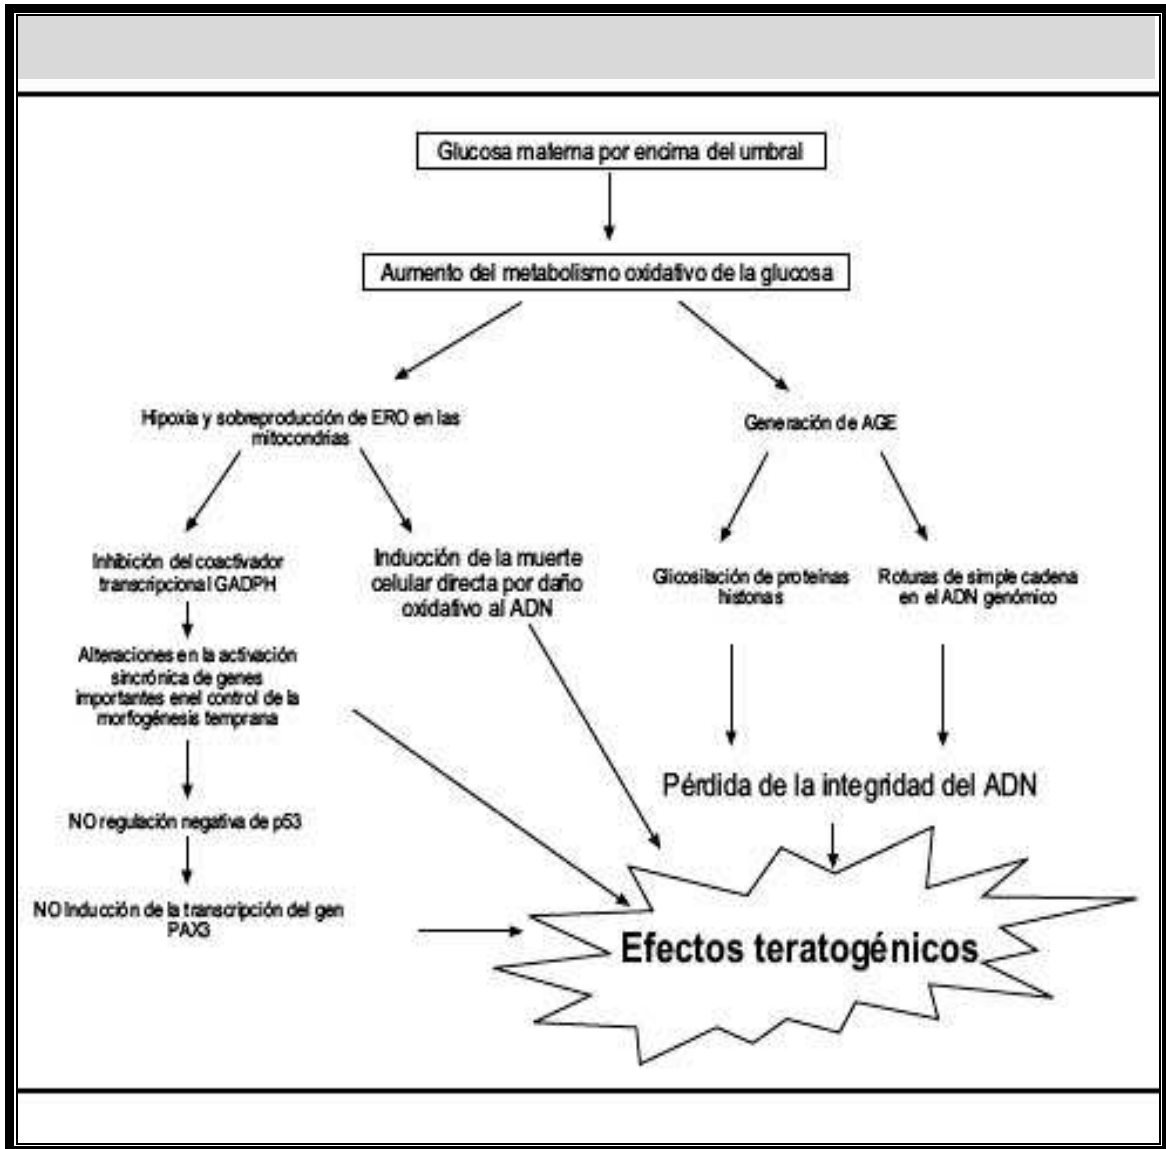 Glucosa materna por encima del umbral
Aumento del metabolismo oxidativo de la glucosa
Hipoxia y sobreproducción de ERO en las
mitocondrias
Generación de AGE
Inhibición del coactivador
transcripcional GADPH
Inducción de la muerte
celular directa por daño
oxidativo al ADN
Glicosilación de proteínas
histonas
Roturas de simple cadena
en el ADN genómico
Alteraciones en la activación
sincrónica de genes
importantes enel control de la
morfogénesis temprana
Pérdida de la integridad del ADN
NO regulación negativa de p53
NO Inducción de la transcripción del gen
PAX3
Efectos teratogénicos